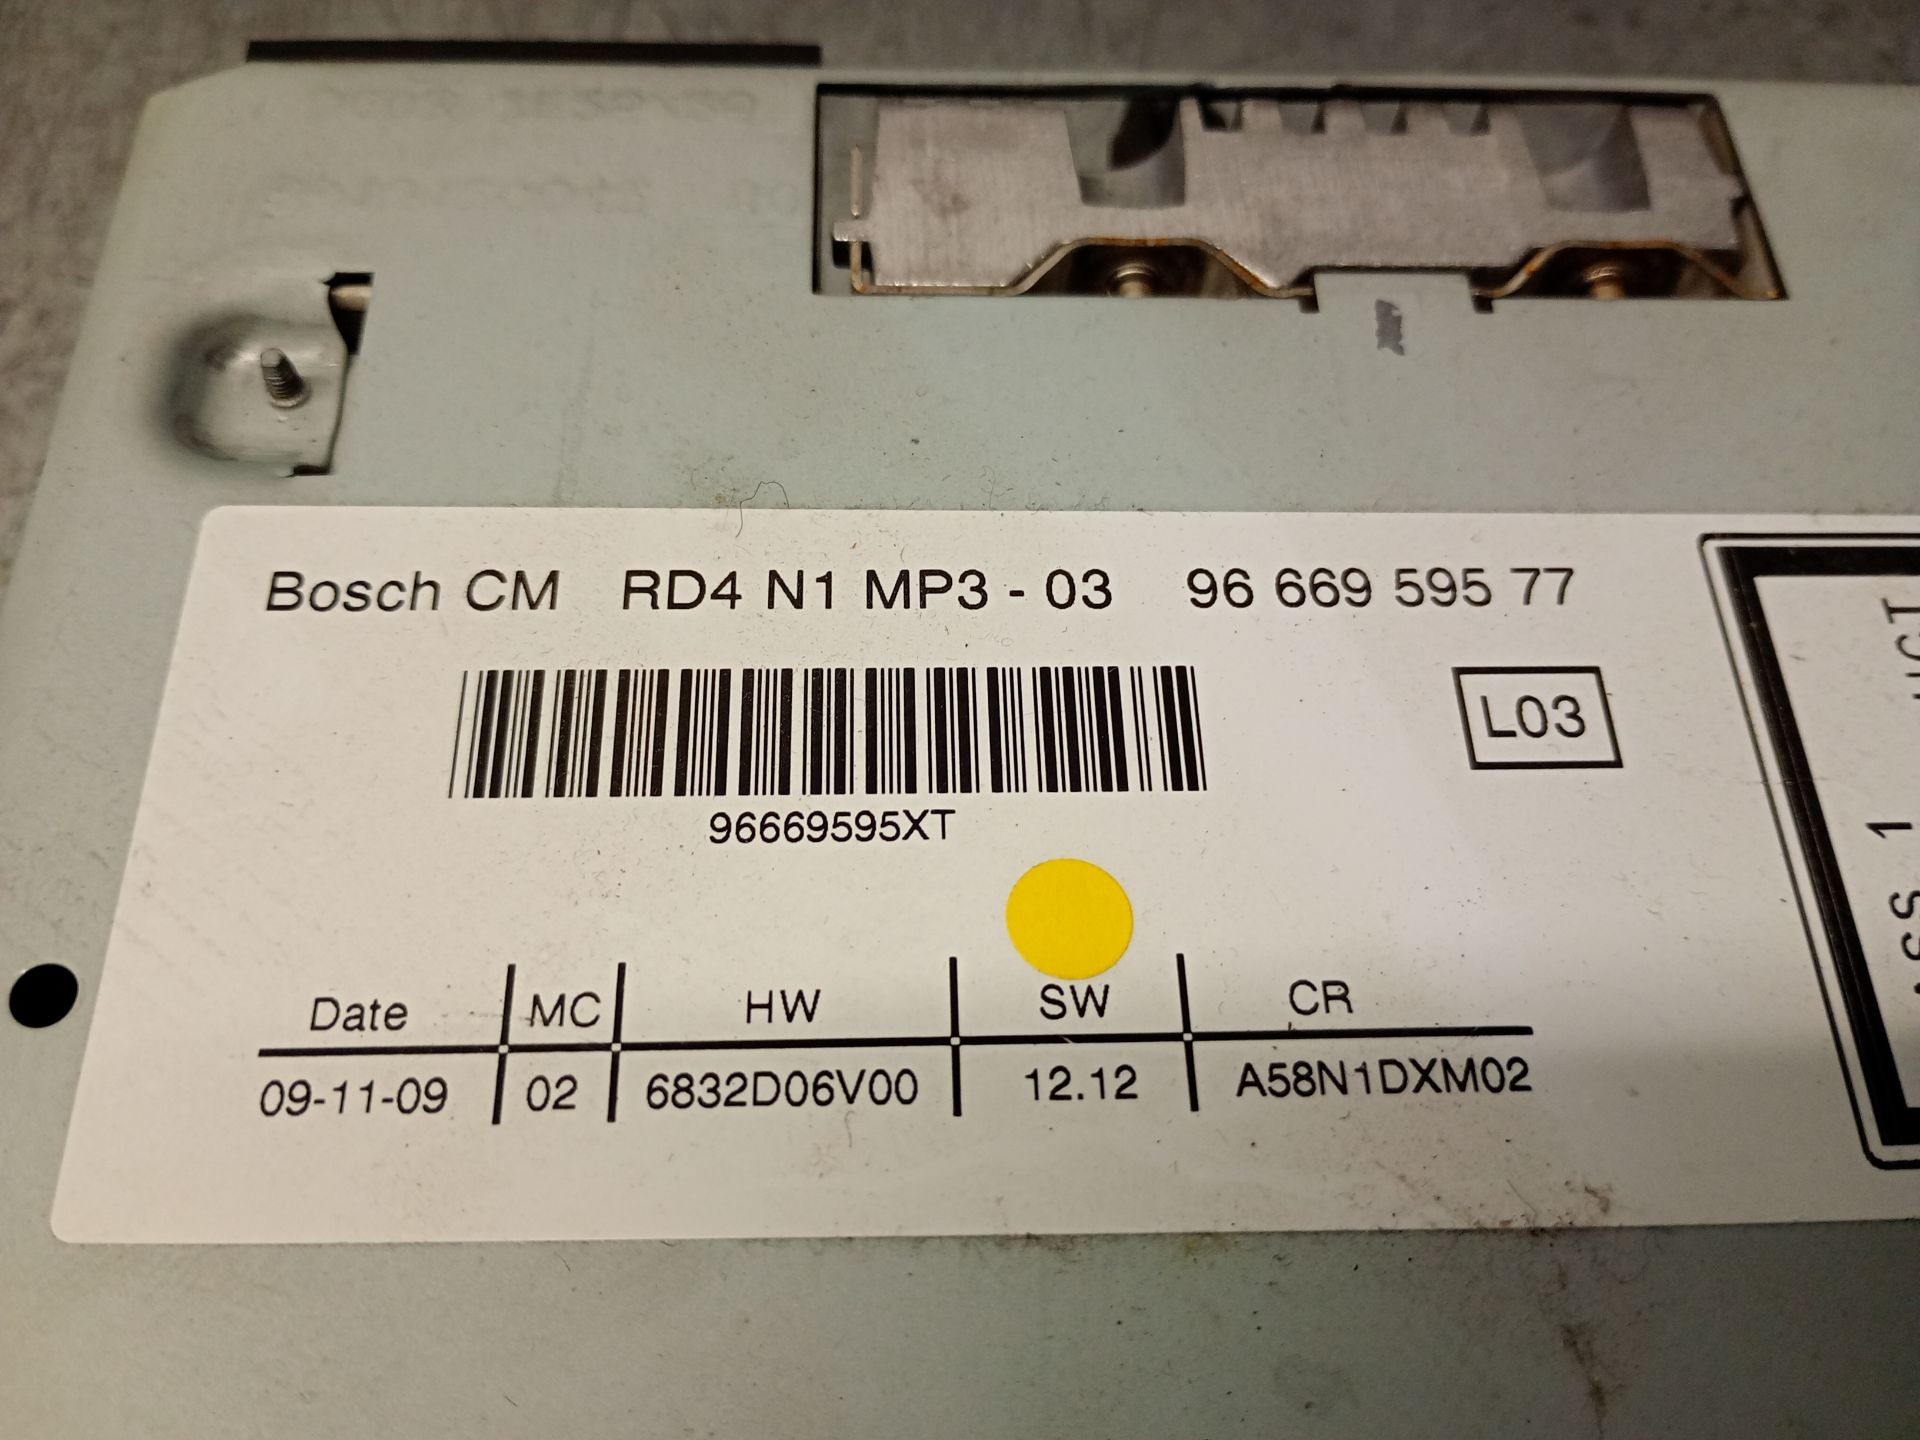 Bosch CM RD4 N1 MP3 - 03 96 669 595 77
L03
96669595XT
Date MC HW SW CR
09-11-09 02 6832D06V00 12.12 A58N1DXM02